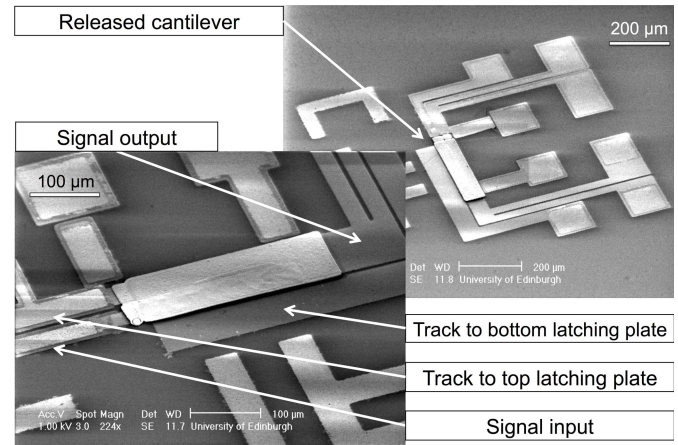 Released cantilever
200 µm
Signal output
100 µm
Det WD 200 µm
SE 11.8 University of Edinburgh
Track to bottom latching plate
Track to top latching plate
Signal input
Acc.V Spot Magn Det WD 100 µm
1.00 kV 3.0 224x SE 11.7 University of Edinburgh